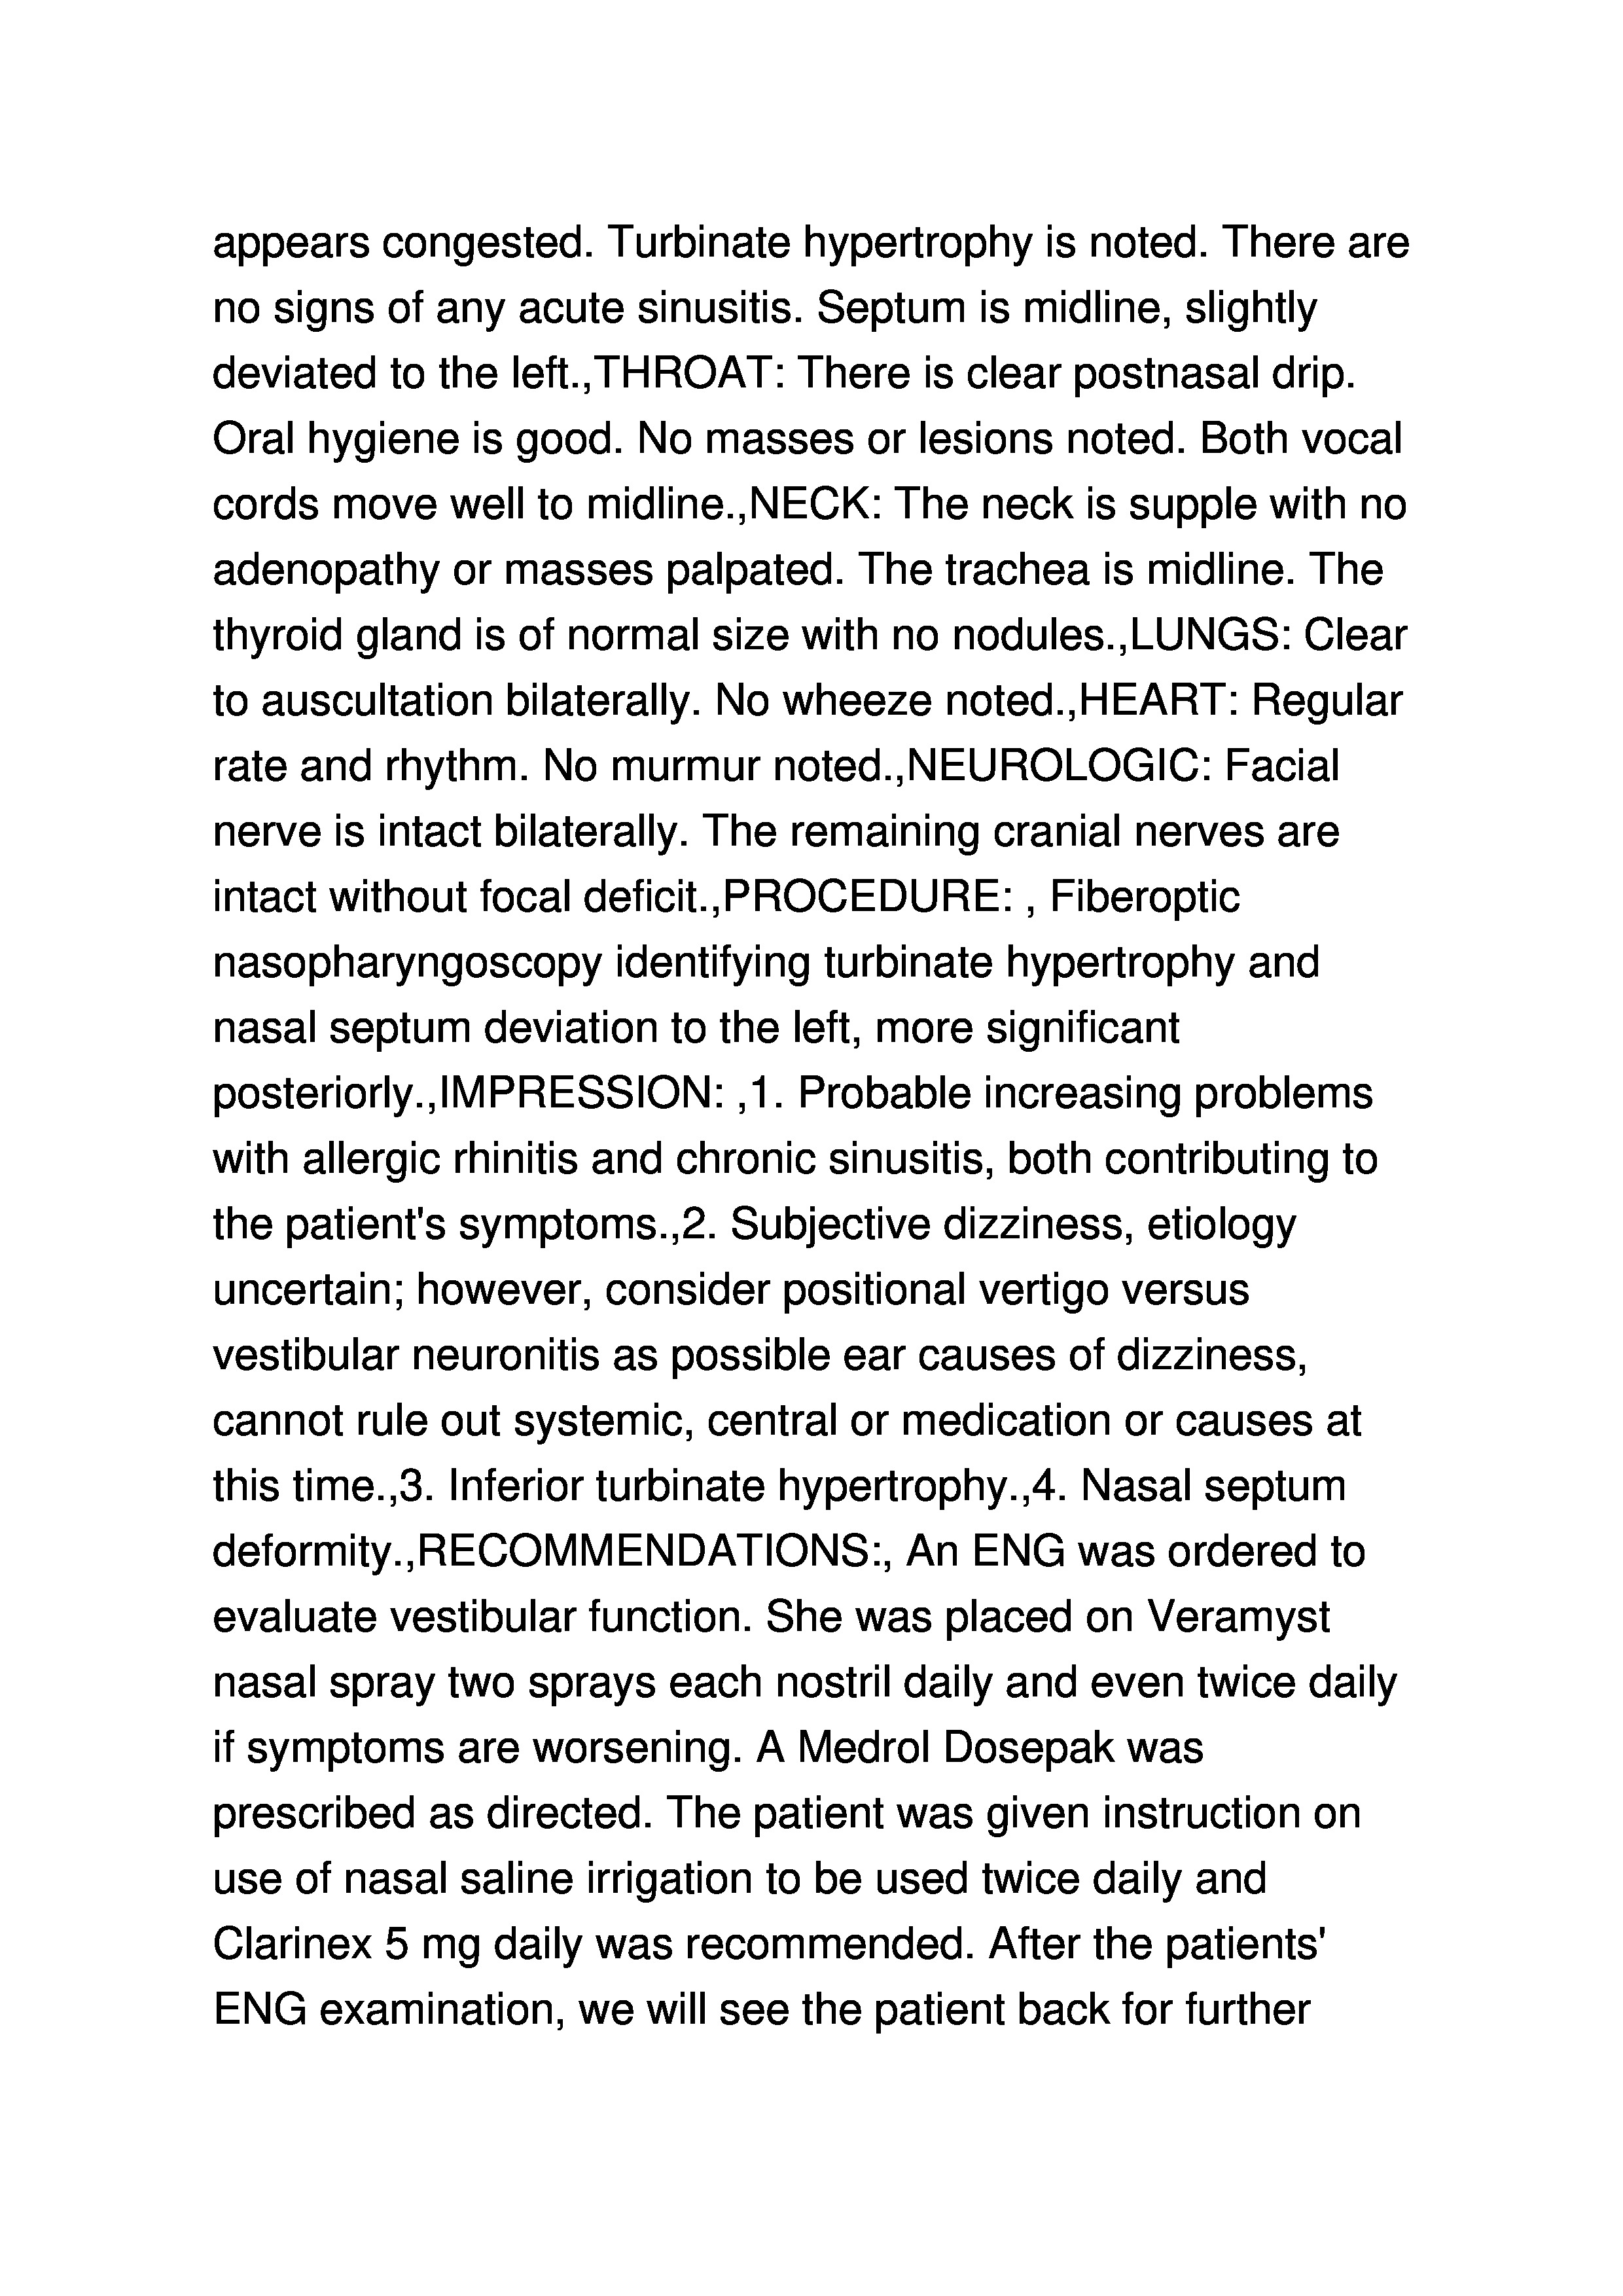 appears congested. Turbinate hypertrophy is noted. There are
no signs of any acute sinusitis. Septum is midline, slightly
deviated to the left.,THROAT: There is clear postnasal drip.
Oral hygiene is good. No masses or lesions noted. Both vocal
cords move well to midline.,NECK: The neck is supple with no
adenopathy or masses palpated. The trachea is midline. The
thyroid gland is of normal size with no nodules.,LUNGS: Clear
to auscultation bilaterally. No wheeze noted.,HEART: Regular
rate and rhythm. No murmur noted.,NEUROLOGIC: Facial
nerve is intact bilaterally. The remaining cranial nerves are
intact without focal deficit.,PROCEDURE: , Fiberoptic
nasopharyngoscopy identifying turbinate hypertrophy and
nasal septum deviation to the left, more significant
posteriorly.,IMPRESSION: ,1. Probable increasing problems
with allergic rhinitis and chronic sinusitis, both contributing to
the patient's symptoms.,2. Subjective dizziness, etiology
uncertain; however, consider positional vertigo versus
vestibular neuronitis as possible ear causes of dizziness,
cannot rule out systemic, central or medication or causes at
this time.,3. Inferior turbinate hypertrophy.,4. Nasal septum
deformity.,RECOMMENDATIONS:, An ENG was ordered to
evaluate vestibular function. She was placed on Veramyst
nasal spray two sprays each nostril daily and even twice daily
if symptoms are worsening. A Medrol Dosepak was
prescribed as directed. The patient was given instruction on
use of nasal saline irrigation to be used twice daily and
Clarinex 5 mg daily was recommended. After the patients'
ENG examination, we will see the patient back for further